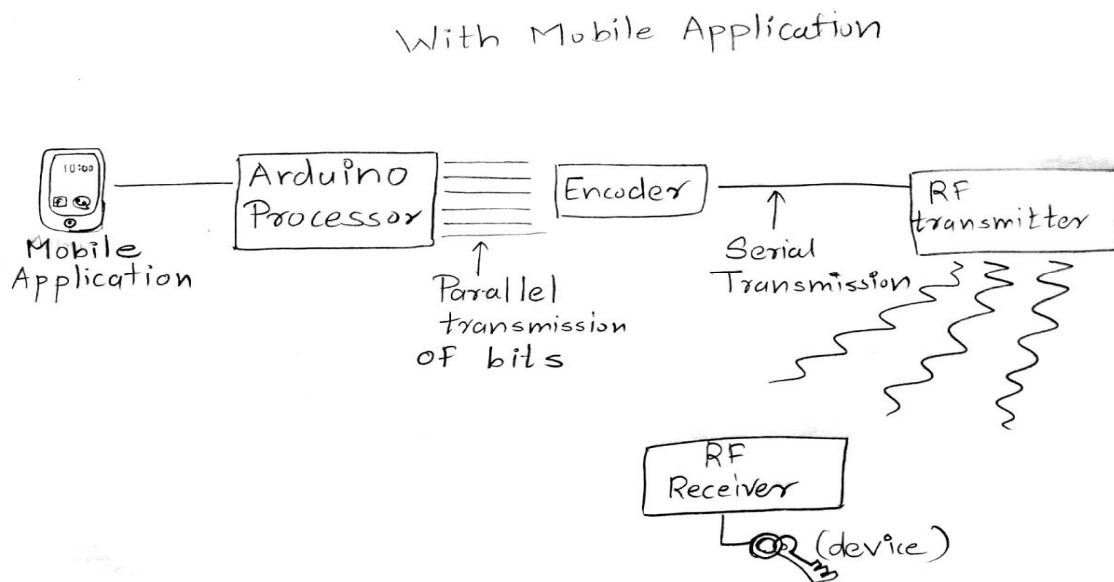 With Mobile Application
10:00
Mobile
Application
Arduino
Processor
Parallel
transmission
OF bits
Encoder
Serial
Transmission
RF
transmitter
RF
Receiver
(device)